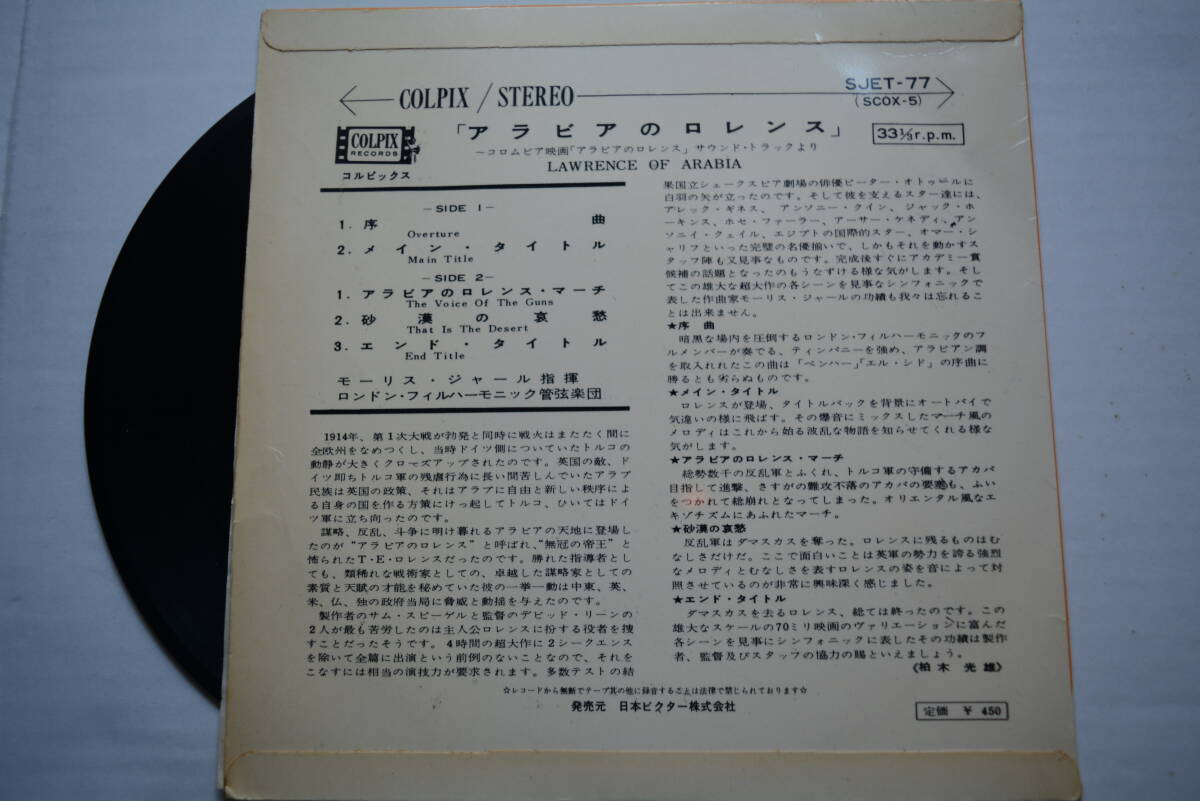 COLPIX / STEREO
SJET-77
(SCOX-5)
COLPIX
RECORDS
コルピックス
「アラビアのロレンス」
33⅓r.p.m.
〜コロムビア映画「アラビアのロレンス」サウンド・トラックより
LAWRENCE OF ARABIA
—SIDE 1—
1. 序曲
Overture
2. メイン・タイトル
Main Title
—SIDE 2—
1. アラビアのロレンス・マーチ
The Voice Of The Guns
2. 砂漠の哀愁
That Is The Desert
3. エンド・タイトル
End Title
モーリス・ジャール指揮
ロンドン・フィルハーモニック管弦楽団
1914年、第1次大戦が勃発と同時に戦火はまたたく間に
全欧州をなめつくし、当時ドイツ側についていたトルコの
動静が大きくクローズアップされたのです。英国の敵、ド
イツ即ちトルコ軍の残虐行為に長い間苦しんでいたアラブ
民族は英国の政策、それはアラブに自由と新しい秩序によ
る自身の国を作る方策にけっ起してトルコ、ひいてはドイ
ツ軍に立ち向ったのです。
謀略、反乱、斗争に明け暮れるアラビアの天地に登場し
たのが“アラビアのロレンス”と呼ばれ、“無冠の帝王”と
怖られたT・E・ロレンスだったのです。勝れた指導者とし
ても、類稀れな戦術家としての、卓越した謀略家としての
素質と天賦の才能を秘めていた彼の一挙一動は中東、英、
米、仏、独の政府当局に脅威と動揺を与えたのです。
製作者のサム・スピーゲルと監督のデビッド・リーンの
2人が最も苦労したのは主人公ロレンスに扮する役者を捜
すことだったそうです。4時間の超大作に2シークエンス
を除いて全篇に出演という前例のないことなので、それを
こなすには相当の演技力が要求されます。多数テストの結
果国立シェークスピア劇場の俳優ピーター・オトゥールに
白羽の矢が立ったのです。そして彼を支えるスター達には、
アレック・ギネス、アンソニー・クイン、ジャック・ホ
ーキンス、ホセ・ファーラー、アーサー・ケネディ、アン
ソニイ・クェイル、エジプトの国際的スター、オマー・シ
ャリフといった完璧の名優揃いで、しかもそれを動かすス
タッフ陣も又見事なものです。完成後すぐにアカデミー賞
候補の話題となったのもうなずける様な気がします。そし
てこの雄大な超大作の各シーンを見事なシンフォニックで
表した作曲家モーリス・ジャールの功績も我々は忘れるこ
とは出来ません。
★序曲
暗黒な場内を圧倒するロンドン・フィルハーモニックのフ
ルメンバーが奏でる、ティンパニーを強め、アラビアン調
を取入れれたこの曲は「ベンハー」「エル・シド」の序曲に
勝るとも劣らぬものです。
★メイン・タイトル
ロレンスが登場、タイトルバックを背景にオートバイで
気違いの様に飛ばす。その爆音にミックスしたマーチ風の
メロディはこれから始る波乱な物語を知らせてくれる様な
気がします。
★アラビアのロレンス・マーチ
総勢数千の反乱軍とふくれ、トルコ軍の守備するアカバ
目指して進撃、さすがの難攻不落のアカバの要塞も、ふい
をつかれて総崩れとなってしまった。オリエンタル風なエ
キゾチズムにあふれたマーチ。
★砂漠の哀愁
反乱軍はダマスカスを奪った。ロレンスに残るものはむ
なしさだけだ。ここで面白いことは英軍の勢力を誇る強烈
なメロディとむなしさを表すロレンスの姿を音によって対
照させているのが非常に興味深く感じました。
★エンド・タイトル
ダマスカスを去るロレンス、総ては終ったのです。この
雄大なスケールの70ミリ映画のヴァリエーションに富んだ
各シーンを見事にシンフォニックに表したその功績は製作
者、監督及びスタッフの協力の賜といえましょう。
《柏木光雄》
☆レコードから無断でテープ其の他に録音することは法律で禁じられております☆
発売元 日本ビクター株式会社
定価 ¥ 450